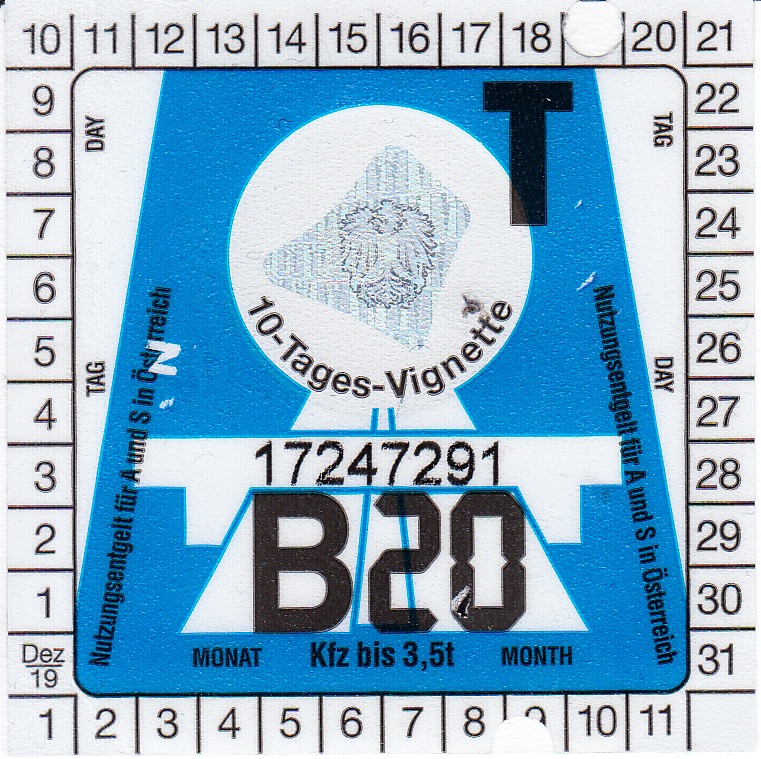 10 11 12 13 14 15 16 17 18 20 21
9 22
8 23
7 24
6 25
5 26
4 27
3 28
2 29
1 30
Dez 19 31
1 2 3 4 5 6 7 8 9 10 11
DAY
TAG
TAG
DAY
T
10-Tages-Vignette
Nutzungsentgelt für A und S in Österreich
Nutzungsentgelt für A und S in Österreich
17247291
B20
MONAT Kfz bis 3,5t MONTH